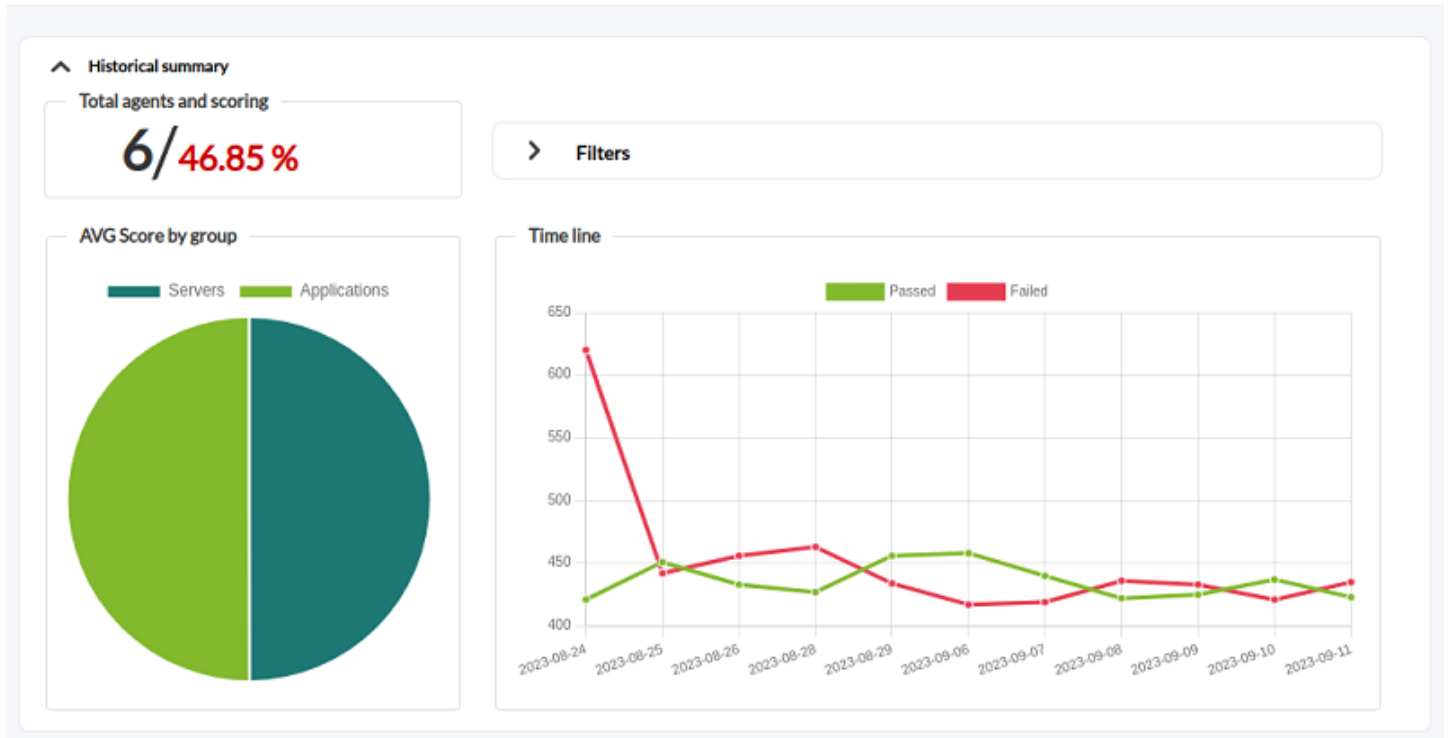 Historical summary
Total agents and scoring
6/46.85 %
Filters
AVG Score by group
Servers Applications
Time line
Passed Failed
650
600
550
500
450
400
2023-08-24 2023-08-25 2023-08-26 2023-08-28 2023-08-29 2023-09-06 2023-09-07 2023-09-08 2023-09-09 2023-09-10 2023-09-11